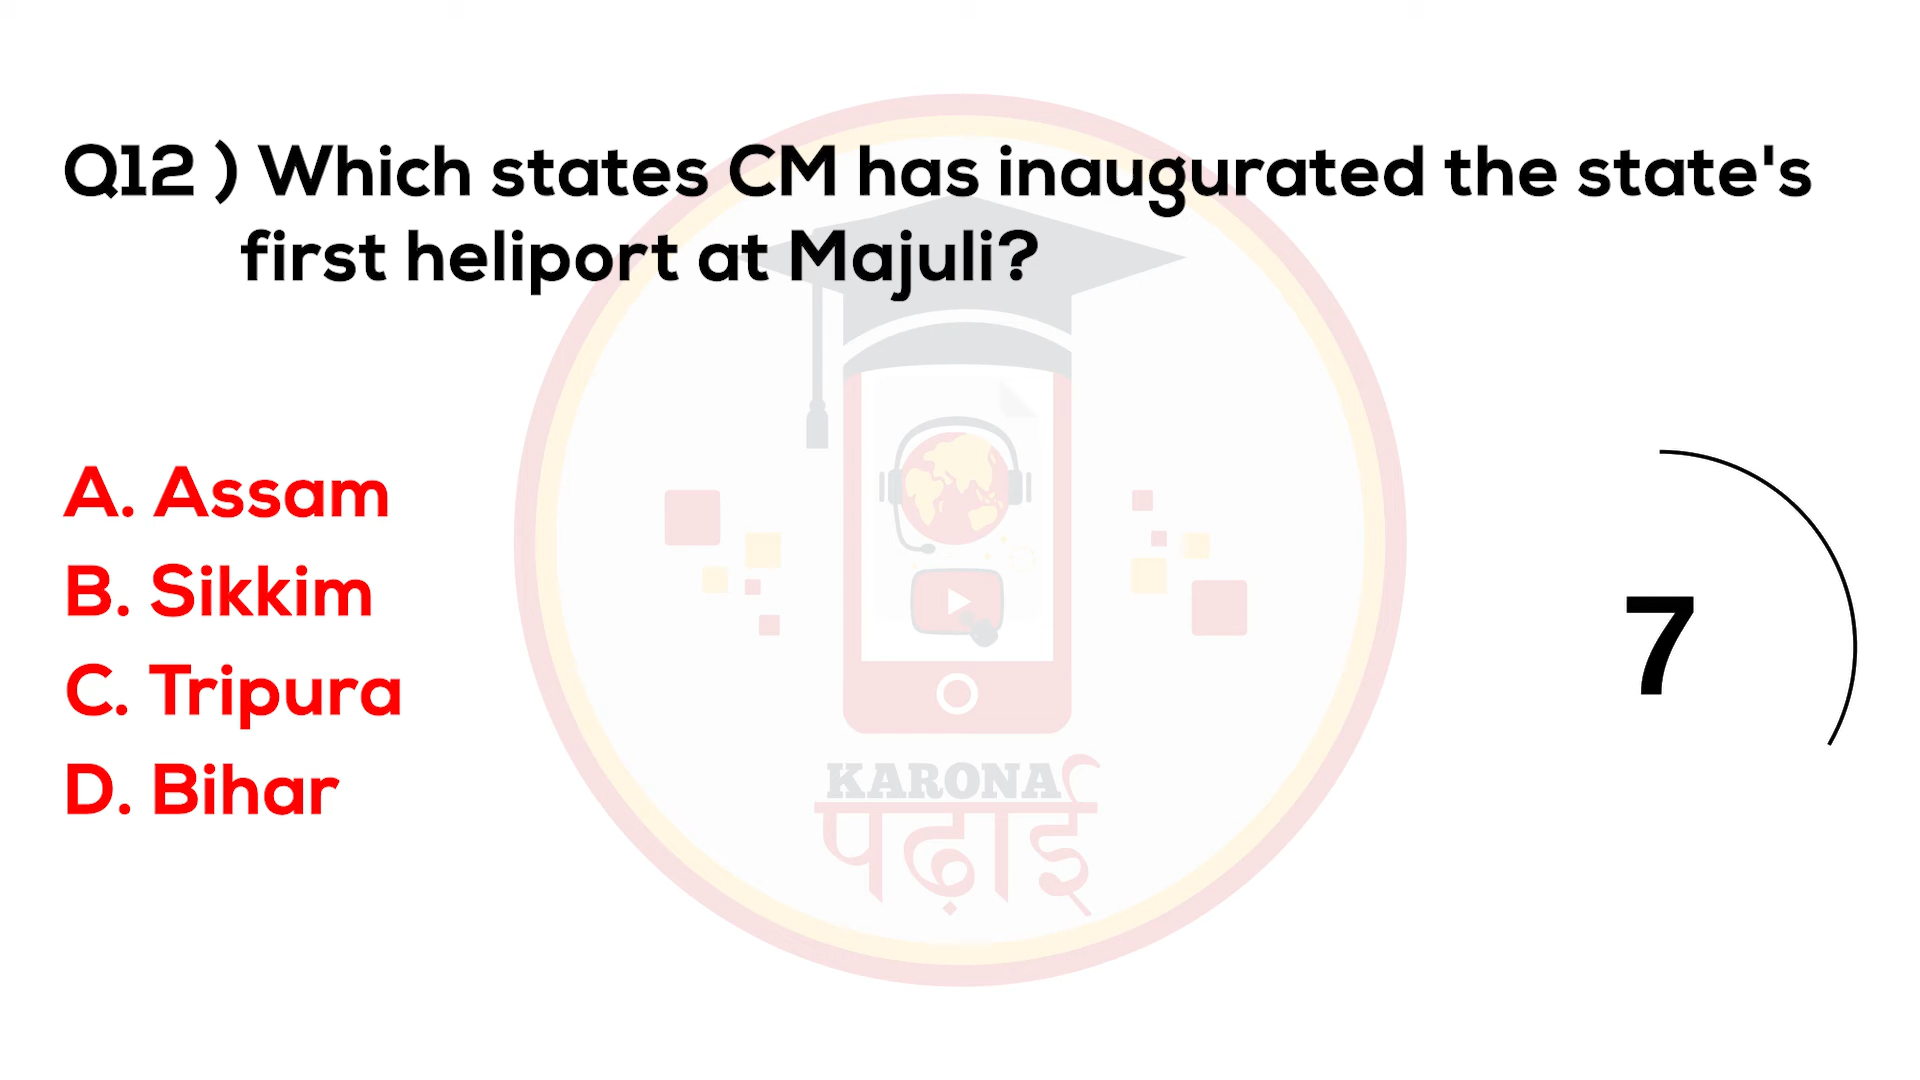 Q12 ) Which states CM has inaugurated the state's
first heliport at Majuli?
A. Assam
B. Sikkim
C. Tripura
D. Bihar
7
KARONA
पढ़ाई